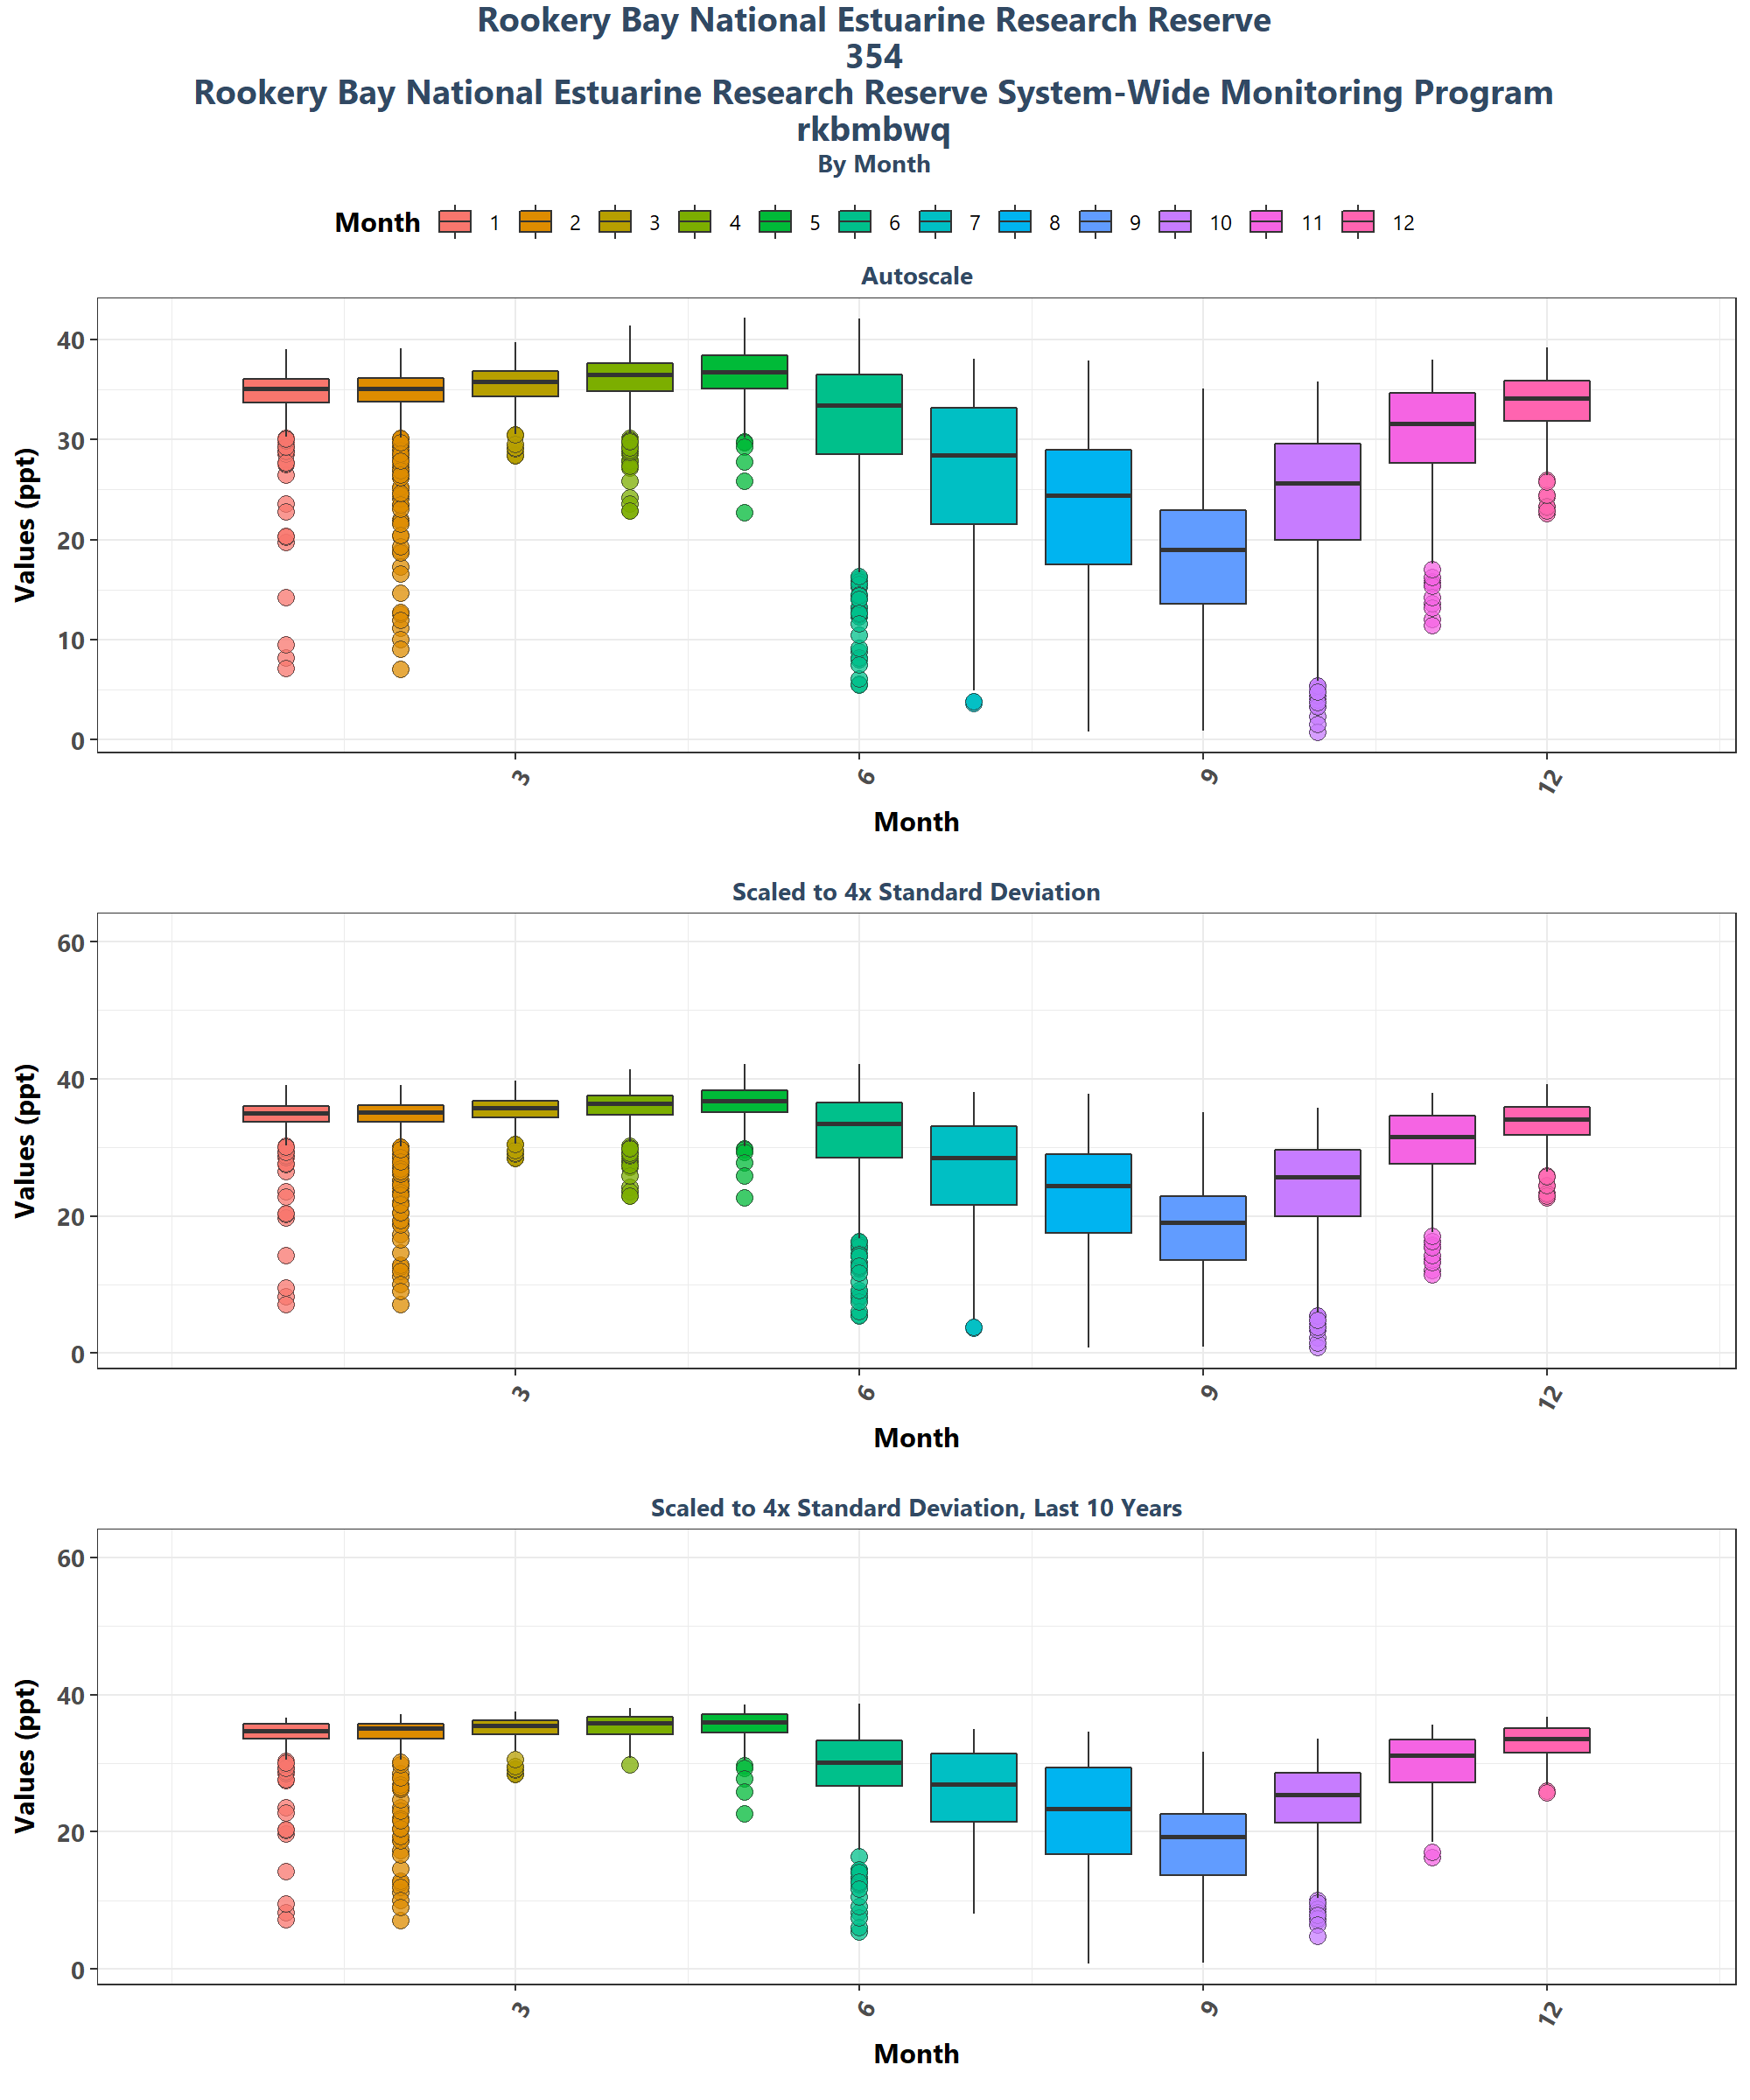 Rookery Bay National Estuarine Research Reserve
354
Rookery Bay National Estuarine Research Reserve System-Wide Monitoring Program
rkbmbwq
By Month
Month 1 2 3 4 5 6 7 8 9 10 11 12
Autoscale
Values (ppt)
40
30
20
10
0
3 6 9 12
Month
Scaled to 4x Standard Deviation
Values (ppt)
60
40
20
0
3 6 9 12
Month
Scaled to 4x Standard Deviation, Last 10 Years
Values (ppt)
60
40
20
0
3 6 9 12
Month